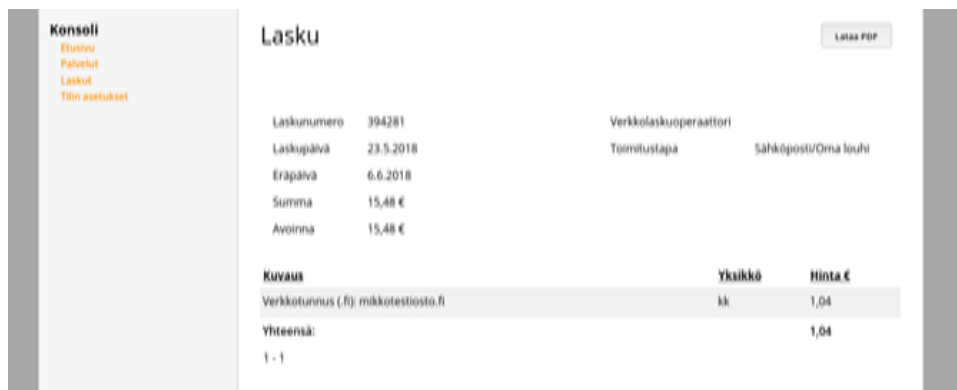 Konsoli
Etusivu
Palvelut
Laskut
Tilin asetukset
Lasku
Lataa PDF
Laskunumero 394281 Verkkolaskuoperaattori
Laskupäivä 23.5.2018 Toimitustapa Sähköposti/Oma louhi
Eräpäivä 6.6.2018
Summa 15,48 €
Avoinna 15,48 €
Kuvaus Yksikkö Hinta €
Verkkotunnus (.fi): mikkotestiosto.fi kk 1,04
Yhteensä: 1,04
1 - 1